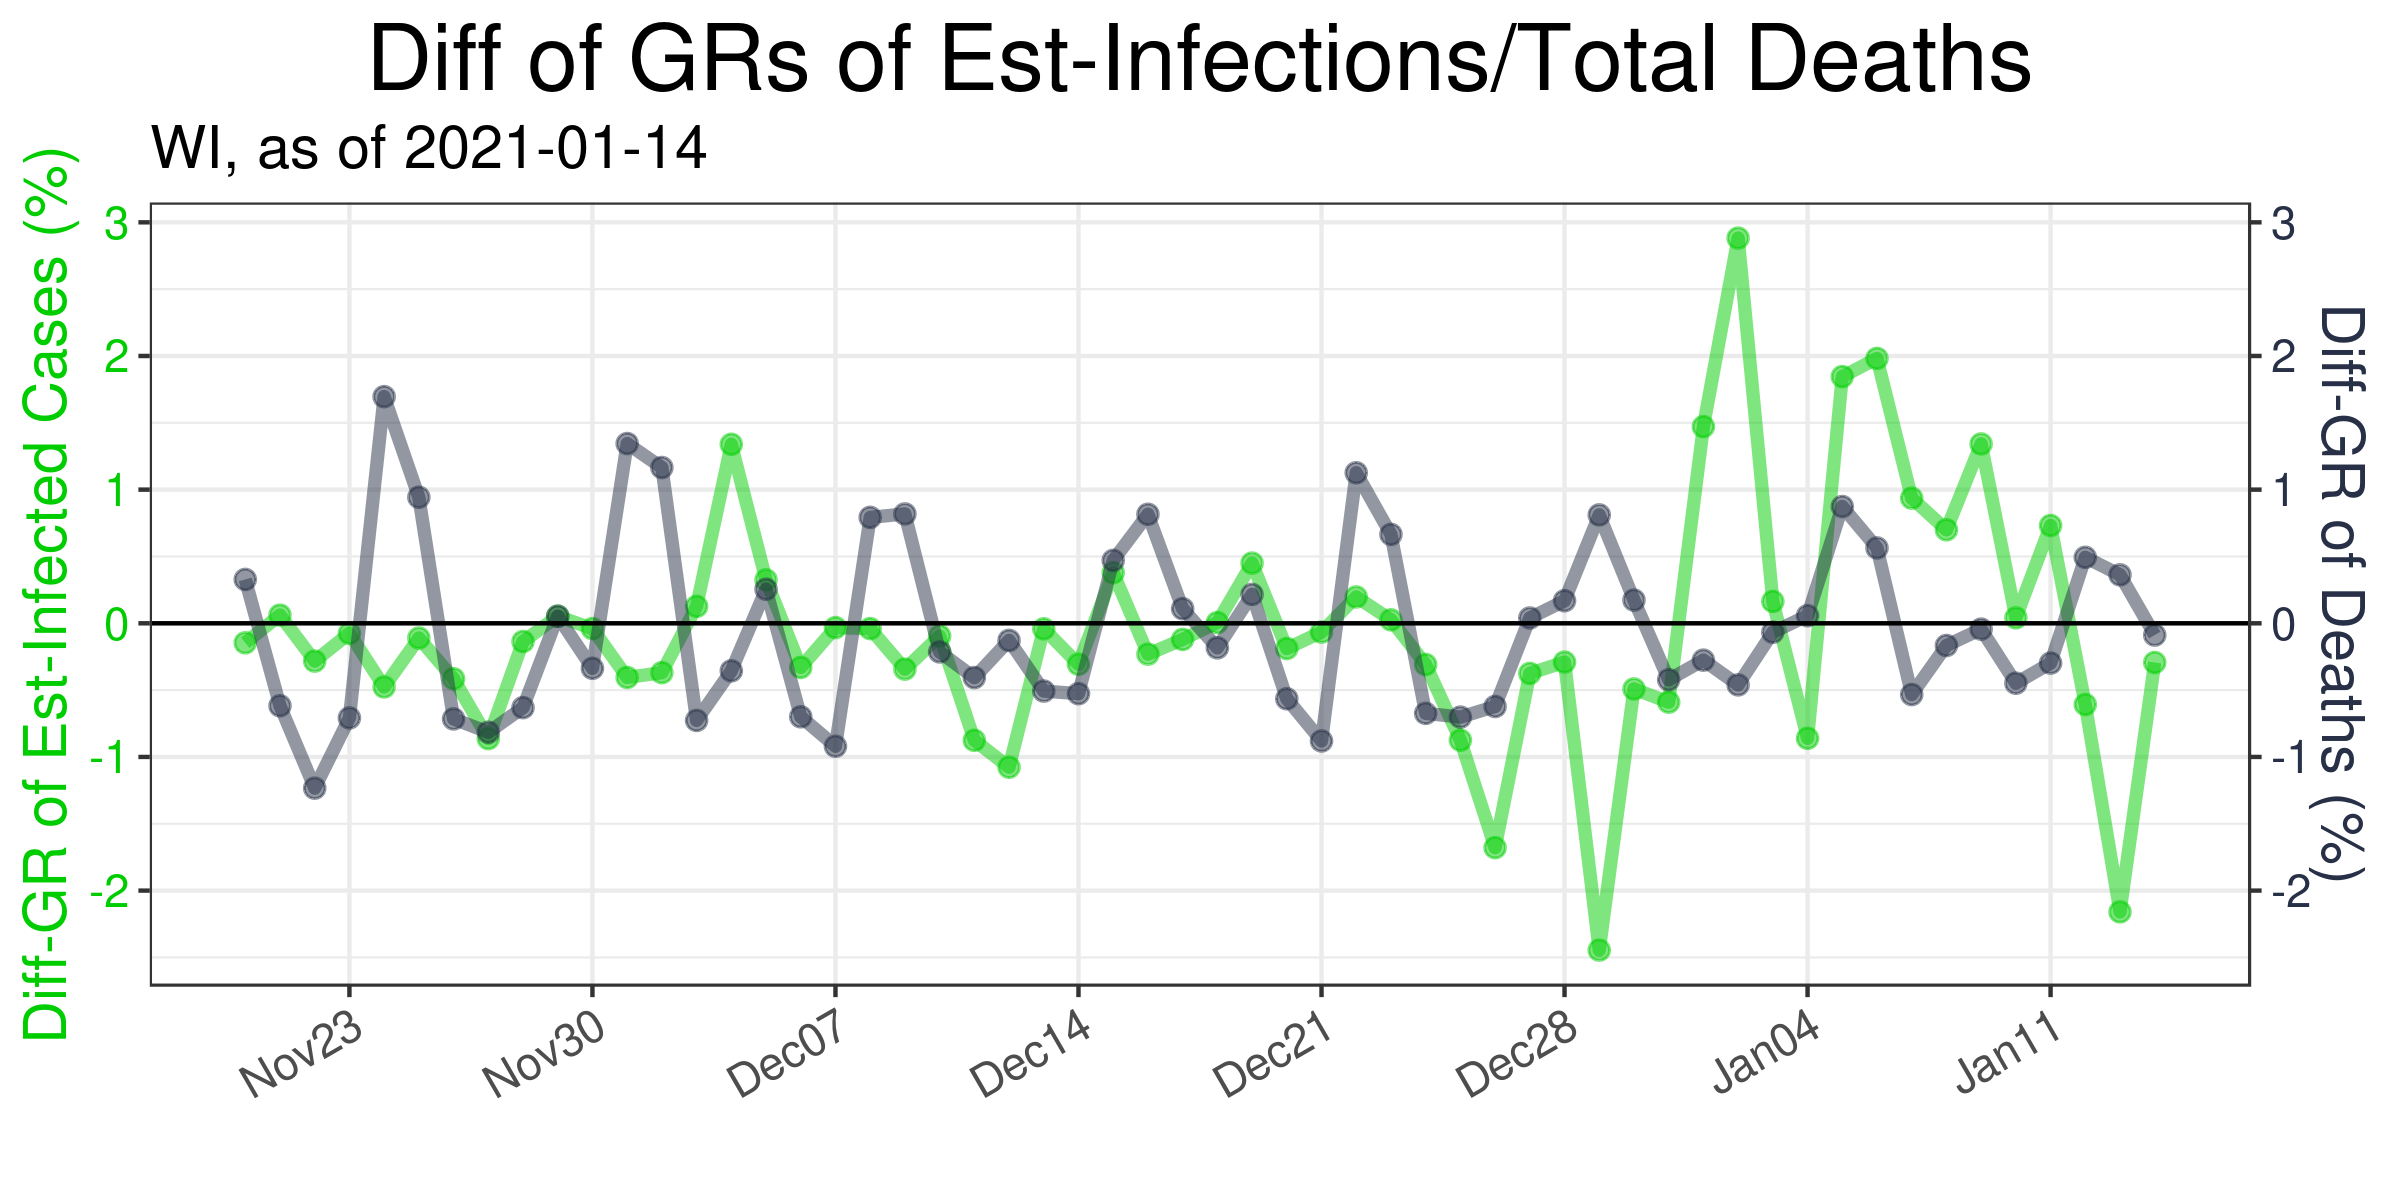 Diff of GRs of Est-Infections/Total Deaths
WI, as of 2021-01-14
Diff-GR of Est-Infected Cases (%)
3
2
1
0
-1
-2
3
2
1
0
-1
-2
Diff-GR of Deaths (%)
Nov23
Nov30
Dec07
Dec14
Dec21
Dec28
Jan04
Jan11